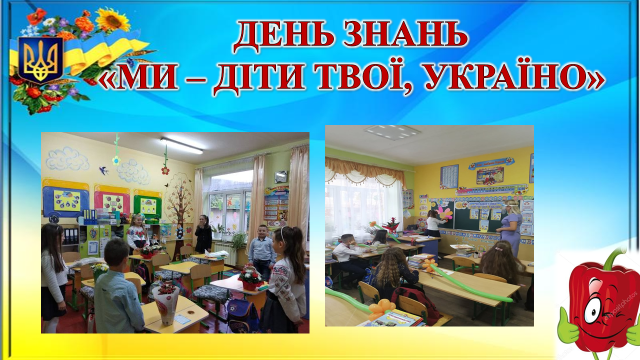 ДЕНЬ ЗНАНЬ
«МИ – ДІТИ ТВОЇ, УКРАЇНО»